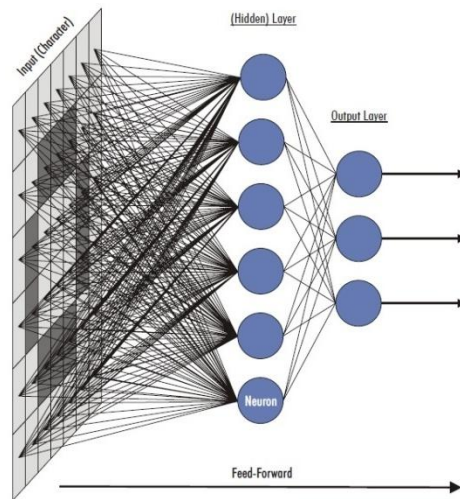 (Hidden) Layer
Input (Character)
Output Layer
Neuron
Feed-Forward